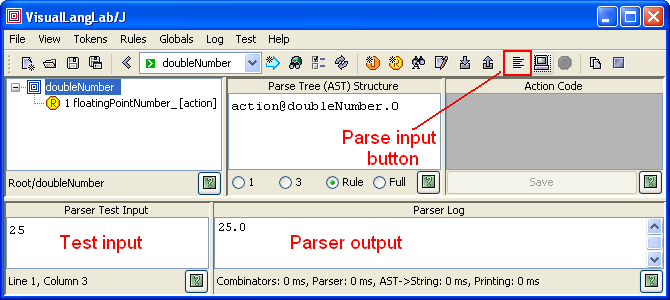 VisualLangLab/J
File View Tokens Rules Globals Log Test Help
doubleNumber
doubleNumber
R 1 floatingPointNumber_ [action]
Root/doubleNumber
Parse Tree (AST) Structure
action@doubleNumber.0
Parse input
button
1 3 Rule Full
Action Code
Save
Parser Test Input
25
Test input
Line 1, Column 3
Parser Log
25.0
Parser output
Combinators: 0 ms, Parser: 0 ms, AST->String: 0 ms, Printing: 0 ms